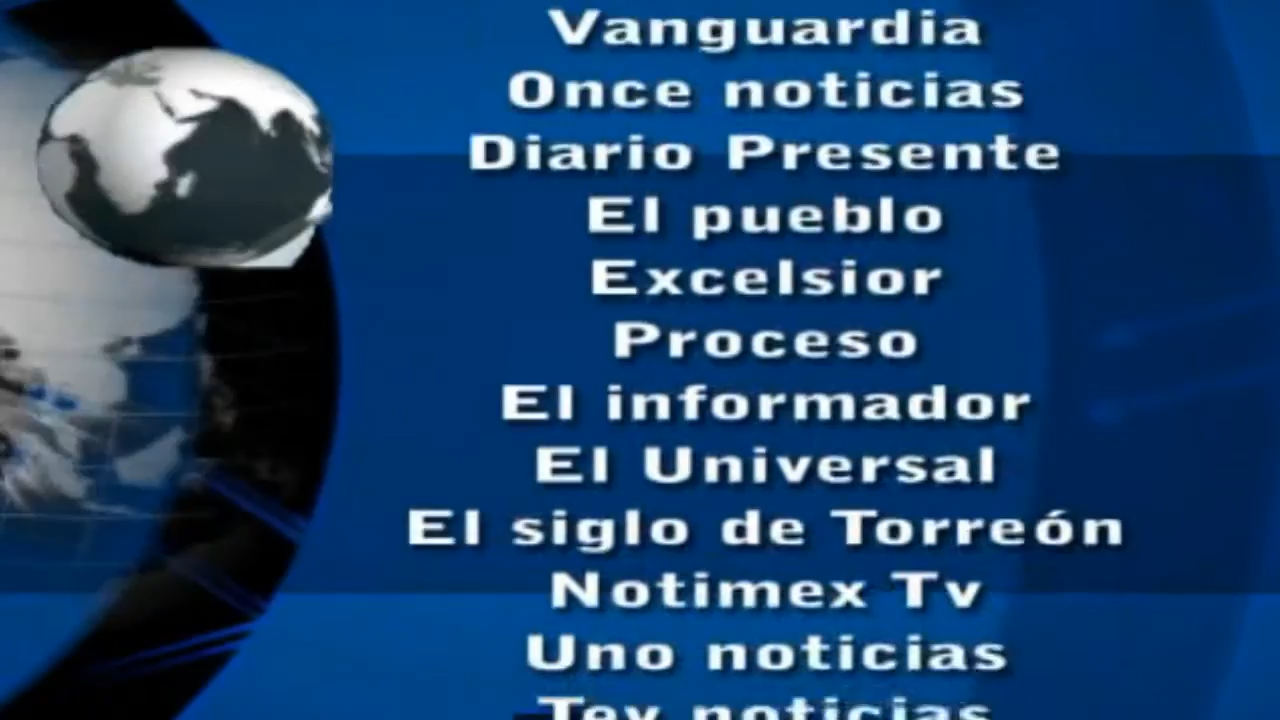 Vanguardia
Once noticias
Diario Presente
El pueblo
Excelsior
Proceso
El informador
El Universal
El siglo de Torreón
Notimex Tv
Uno noticias
noticias